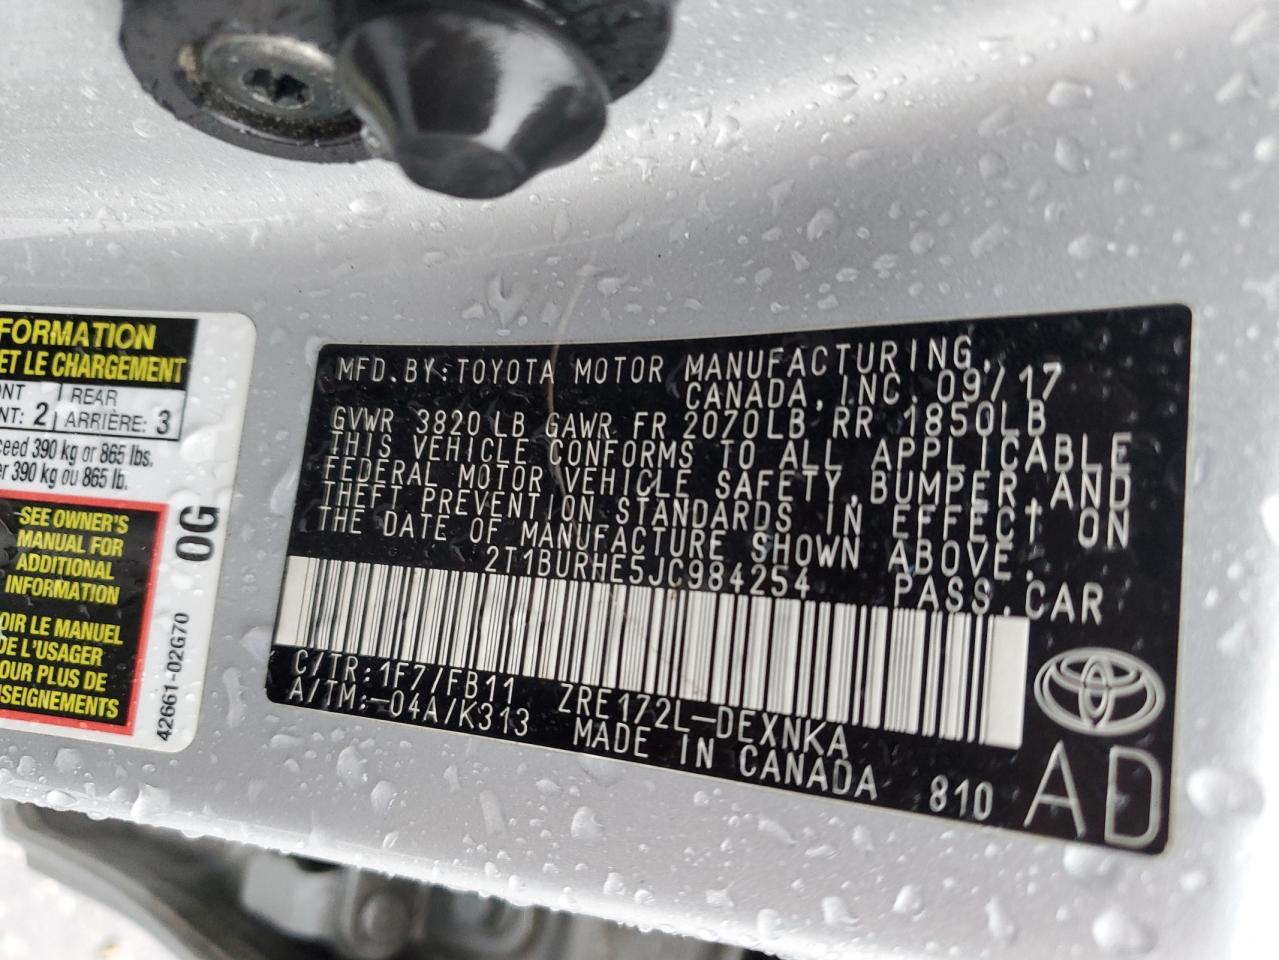 FORMATION
ET LE CHARGEMENT
REAR
NT: 2 ARRIÈRE: 3
ceed 390 kg or 865 lbs.
er 390 kg ou 865 lb.
SEE OWNER'S
MANUAL FOR
ADDITIONAL
INFORMATION
OIR LE MANUEL
DE L'USAGER
OUR PLUS DE
SEIGNEMENTS
0G
42661-02G70
MFD.BY:TOYOTA MOTOR MANUFACTURING,
CANADA, INC. 09/17
GVWR 3820 LB GAWR FR 2070LB RR 1850LB
THIS VEHICLE CONFORMS TO ALL APPLICABLE
FEDERAL MOTOR VEHICLE SAFETY,BUMPER,AND
THEFT PREVENTION STANDARDS IN EFFECT ON
THE DATE OF MANUFACTURE SHOWN ABOVE.
2T1BURHE5JC984254 PASS.CAR
C/TR:1F7/FB11 ZRE172L-DEXNKA
A/TM:-04A/K313 MADE IN CANADA 810
AD